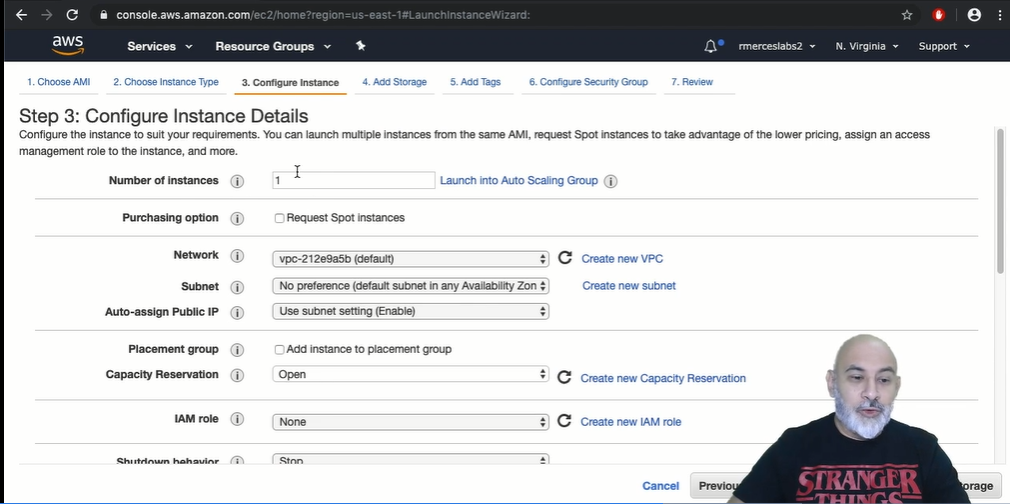 console.aws.amazon.com/ec2/home?region=us-east-1#LaunchInstanceWizard:
aws Services Resource Groups rmerceslabs2 N. Virginia Support
1. Choose AMI 2. Choose Instance Type 3. Configure Instance 4. Add Storage 5. Add Tags 6. Configure Security Group 7. Review
Step 3: Configure Instance Details
Configure the instance to suit your requirements. You can launch multiple instances from the same AMI, request Spot instances to take advantage of the lower pricing, assign an access
management role to the instance, and more.
Number of instances 1 Launch into Auto Scaling Group
Purchasing option Request Spot instances
Network vpc-212e9a5b (default) Create new VPC
Subnet No preference (default subnet in any Availability Zon Create new subnet
Auto-assign Public IP Use subnet setting (Enable)
Placement group Add instance to placement group
Capacity Reservation Open Create new Capacity Reservation
IAM role None Create new IAM role
Shutdown behavior Stop
Cancel Previou orage
STRANGER
THINGS